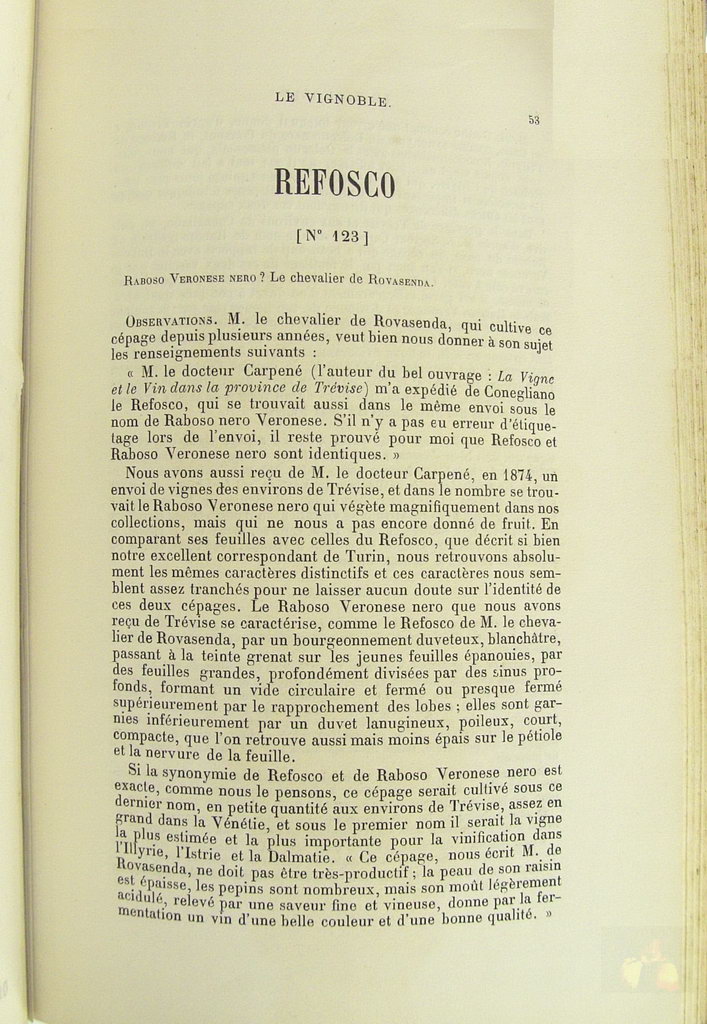 LE VIGNOBLE.
53
REFOSCO
[N° 123]
RABOSO VERONESE NERO ? Le chevalier de ROVASENDA.
OBSERVATIONS. M. le chevalier de Rovasenda, qui cultive ce
cépage depuis plusieurs années, veut bien nous donner à son sujet
les renseignements suivants :
« M. le docteur Carpené (l'auteur du bel ouvrage : La Vigne
et le Vin dans la province de Trévise) m'a expédié de Conegliano
le Refosco, qui se trouvait aussi dans le même envoi sous le
nom de Raboso nero Veronese. S'il n'y a pas eu erreur d'étique-
tage lors de l'envoi, il reste prouvé pour moi que Refosco et
Raboso Veronese nero sont identiques. »
Nous avons aussi reçu de M. le docteur Carpené, en 1874, un
envoi de vignes des environs de Trévise, et dans le nombre se trou-
vait le Raboso Veronese nero qui végète magnifiquement dans nos
collections, mais qui ne nous a pas encore donné de fruit. En
comparant ses feuilles avec celles du Refosco, que décrit si bien
notre excellent correspondant de Turin, nous retrouvons absolu-
ment les mêmes caractères distinctifs et ces caractères nous sem-
blent assez tranchés pour ne laisser aucun doute sur l'identité de
ces deux cépages. Le Raboso Veronese nero que nous avons
reçu de Trévise se caractérise, comme le Refosco de M. le cheva-
lier de Rovasenda, par un bourgeonnement duveteux, blanchâtre,
passant à la teinte grenat sur les jeunes feuilles épanouies, par
des feuilles grandes, profondément divisées par des sinus pro-
fonds, formant un vide circulaire et fermé ou presque fermé
supérieurement par le rapprochement des lobes ; elles sont gar-
nies inférieurement par un duvet lanugineux, poileux, court,
compacte, que l'on retrouve aussi mais moins épais sur le pétiole
et la nervure de la feuille.
Si la synonymie de Refosco et de Raboso Veronese nero est
exacte, comme nous le pensons, ce cépage serait cultivé sous ce
dernier nom, en petite quantité aux environs de Trévise, assez en
grand dans la Vénétie, et sous le premier nom il serait la vigne
la plus estimée et la plus importante pour la vinification dans
l'Illyrie, l'Istrie et la Dalmatie. « Ce cépage, nous écrit M. de
Rovasenda, ne doit pas être très-productif ; la peau de son raisin
est épaisse, les pepins sont nombreux, mais son moût légèrement
acidulé, relevé par une saveur fine et vineuse, donne par la fer-
mentation un vin d'une belle couleur et d'une bonne qualité. »